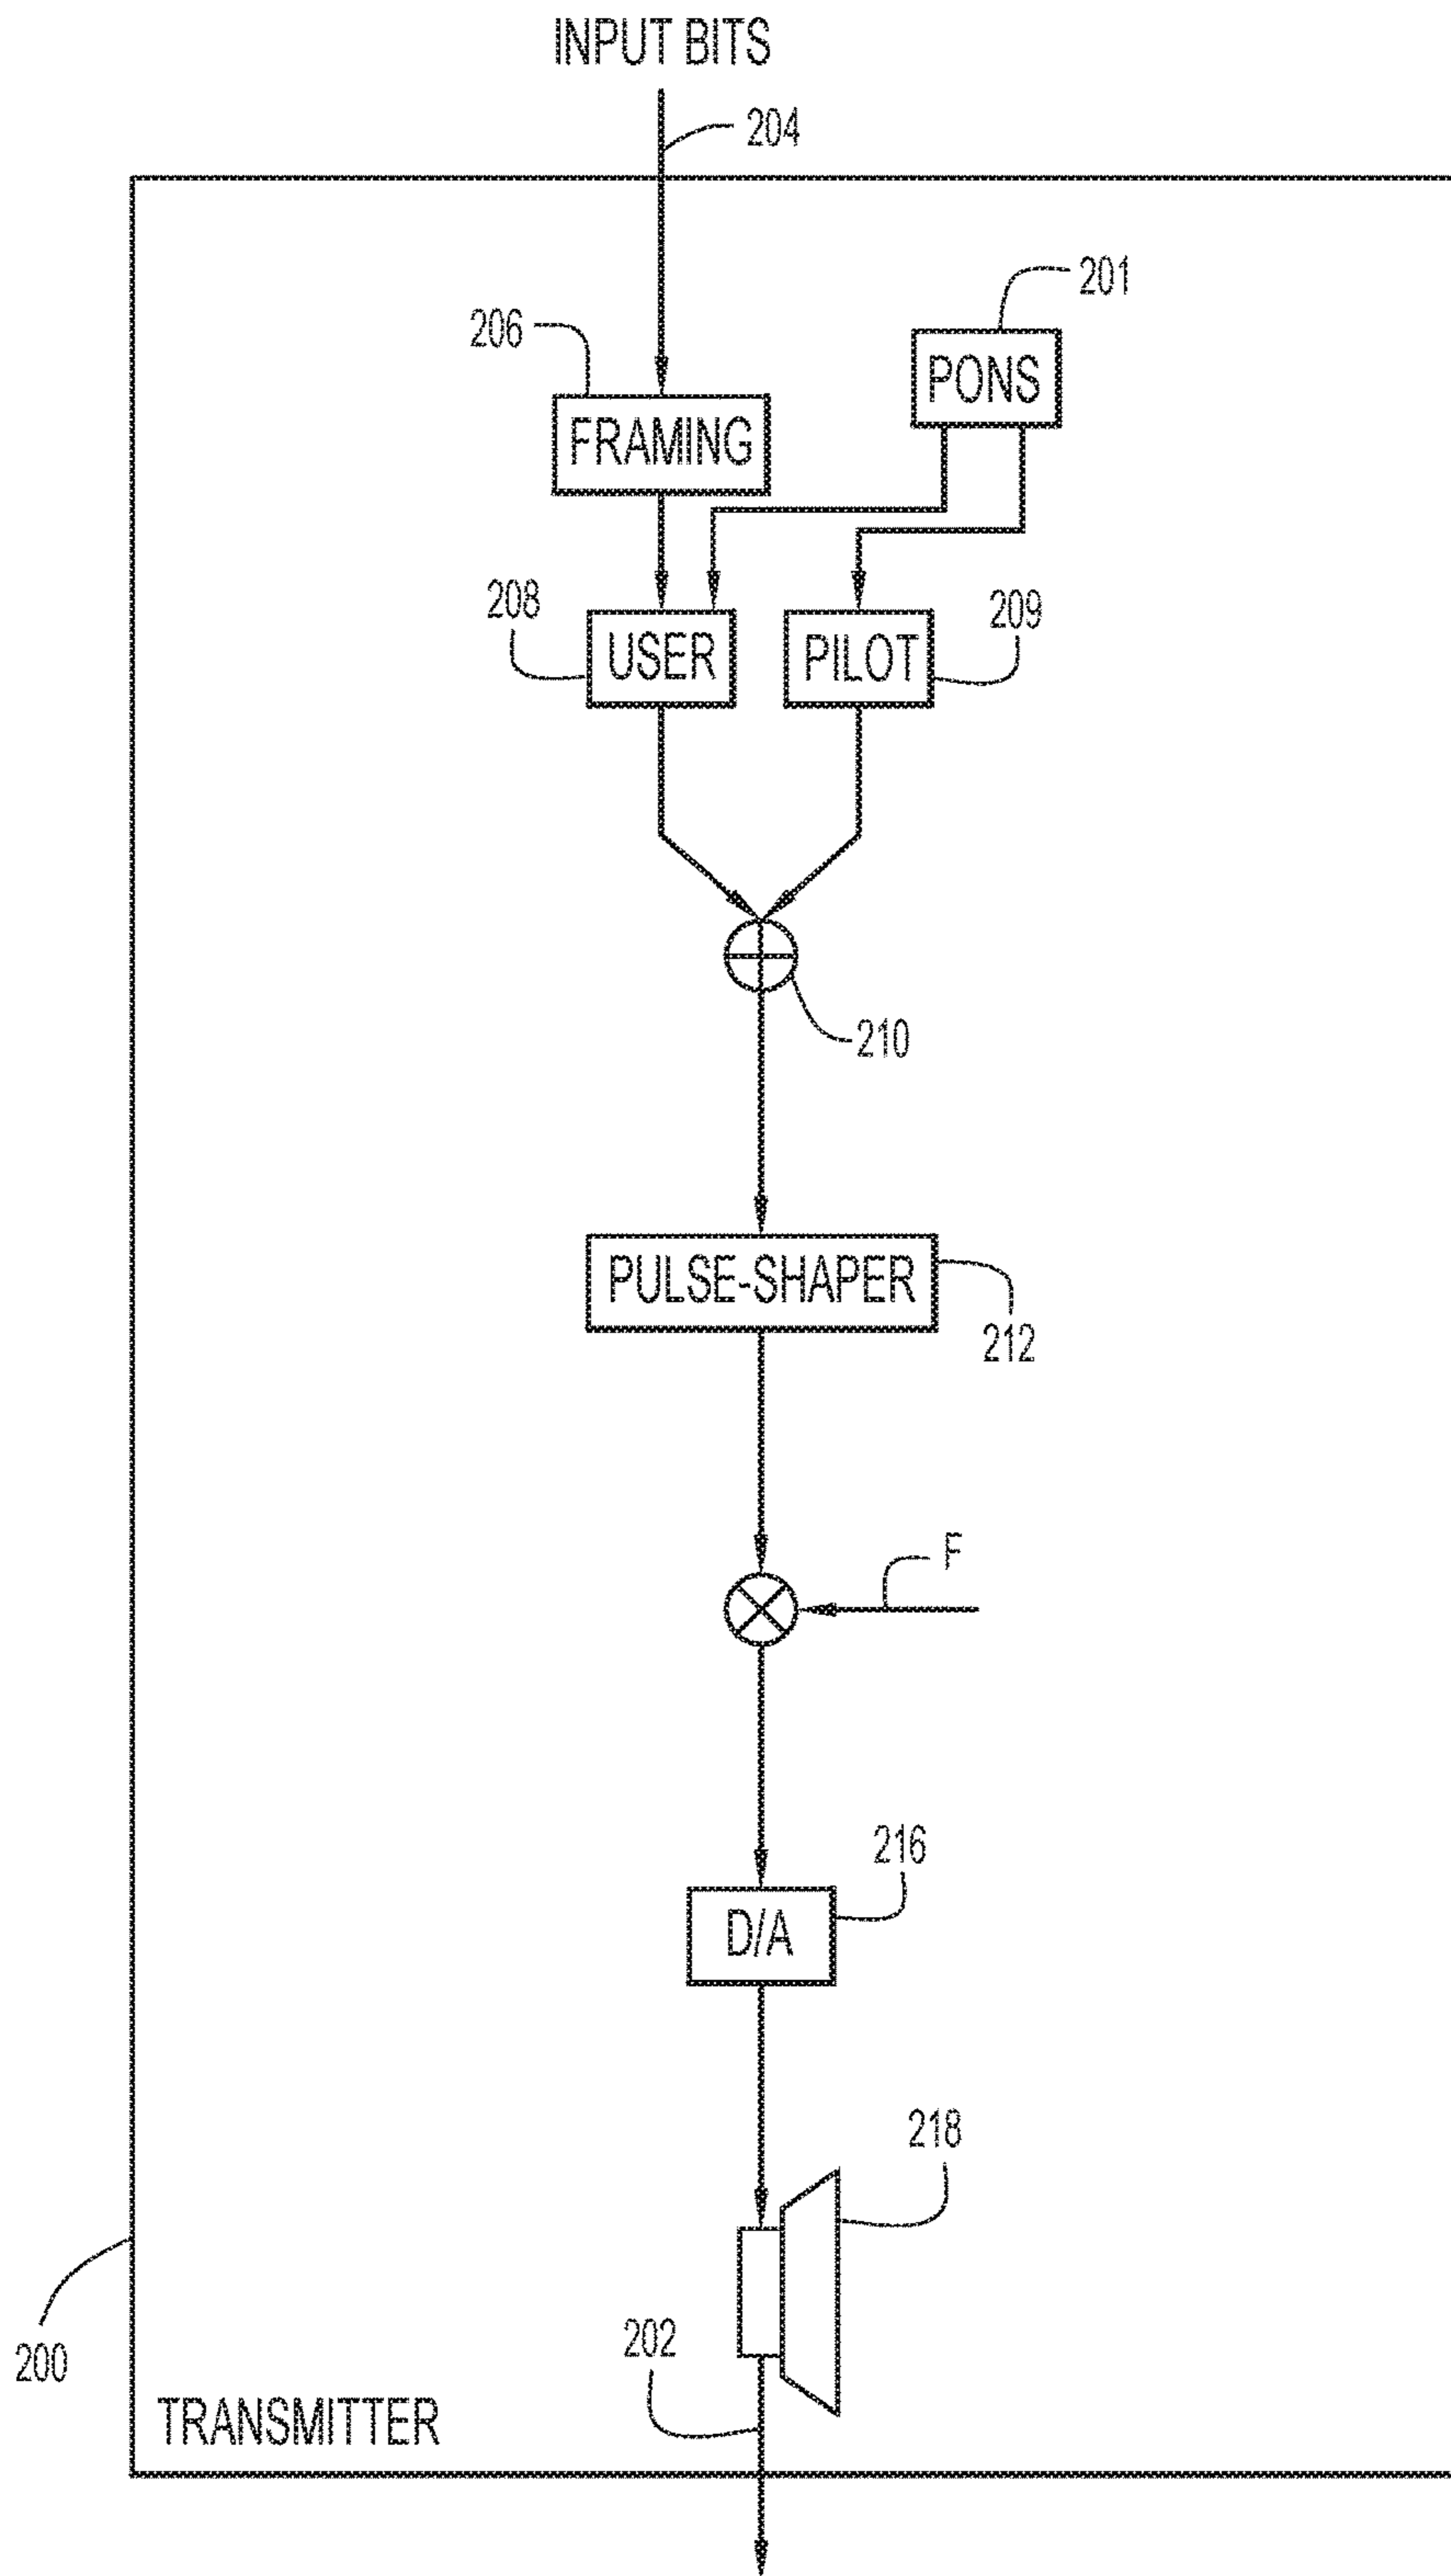 INPUT BITS
204
201
206
PONS
FRAMING
208
209
USER
PILOT
210
PULSE-SHAPER
212
F
216
D/A
218
202
200
TRANSMITTER